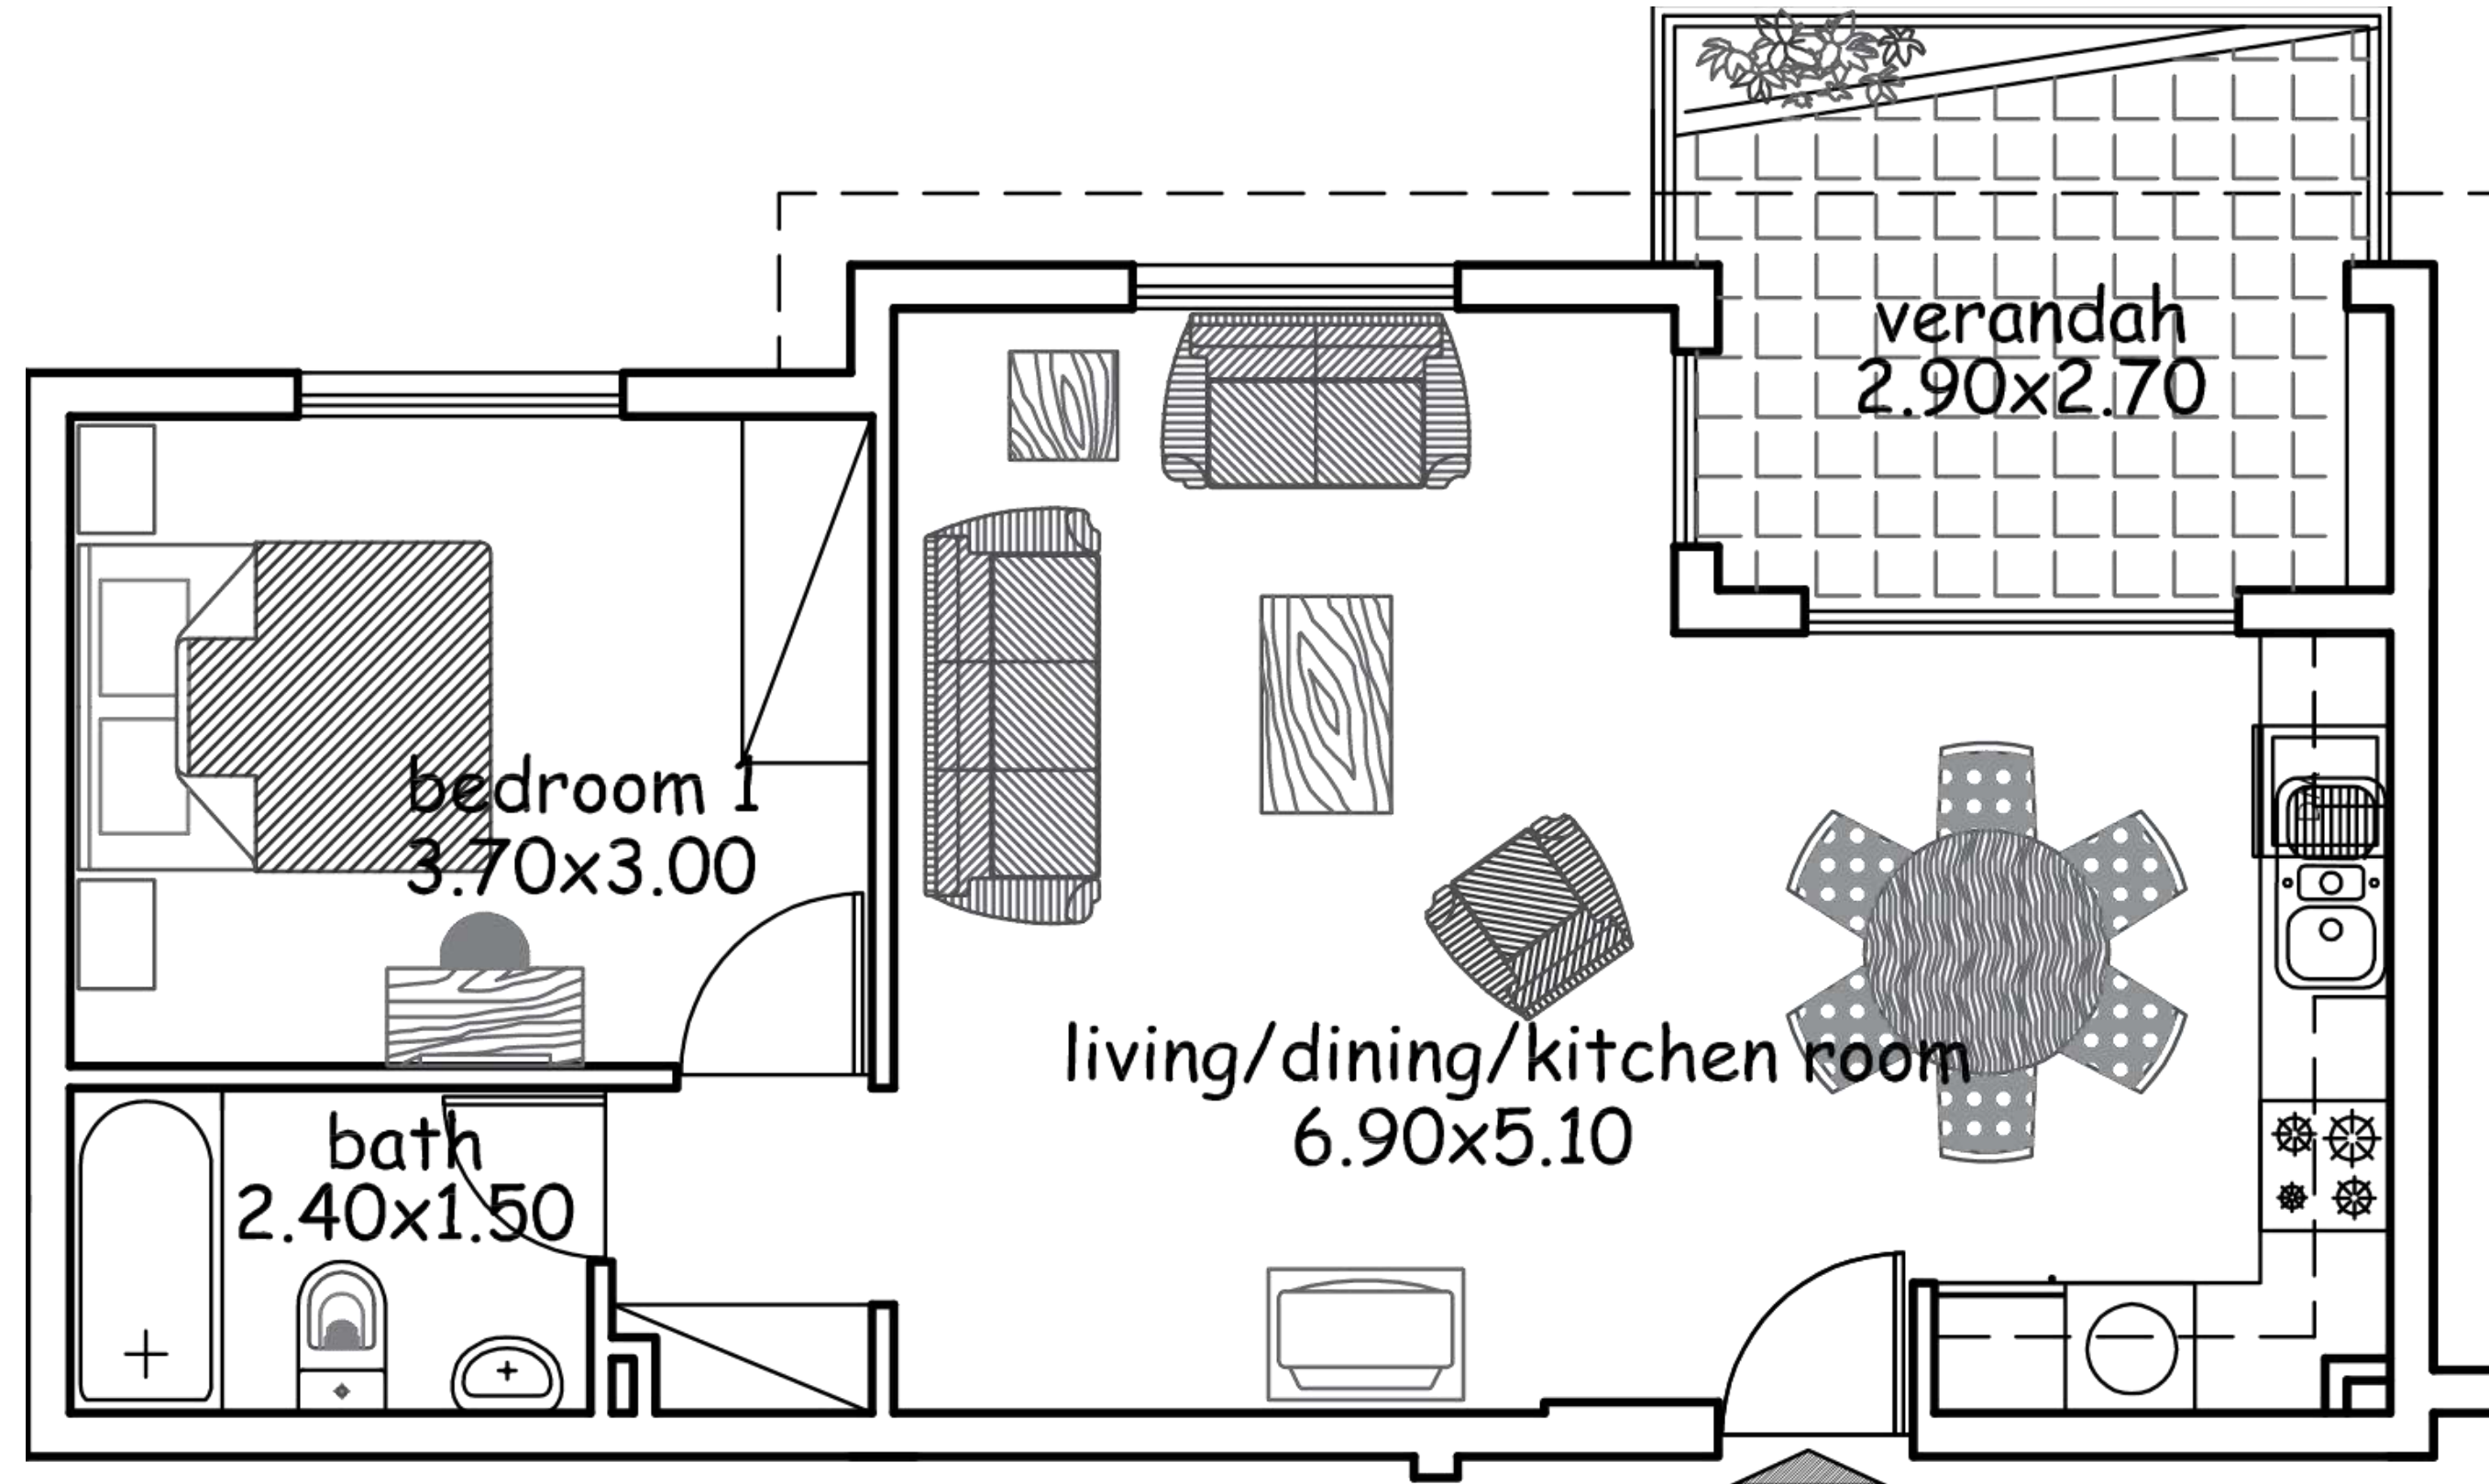 verandah
2.90x2.70
bedroom 1
3.70x3.00
living/dining/kitchen room
6.90x5.10
bath
2.40x1.50